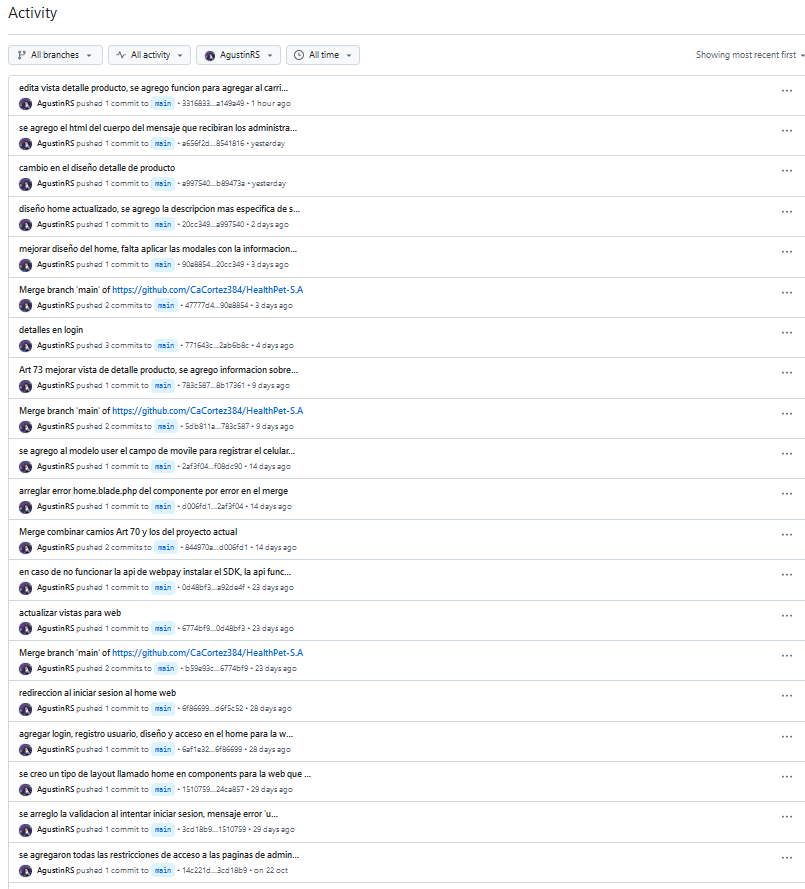 Activity
All branches All activity AgustinRS All time Showing most recent first
edita vista detalle producto, se agrego funcion para agregar al carri...
AgustinRS pushed 1 commit to main • 3316833...a149a49 • 1 hour ago
se agrego el html del cuerpo del mensaje que recibiran los administra...
AgustinRS pushed 1 commit to main • a656f2d...8541816 • yesterday
cambio en el diseño detalle de producto
AgustinRS pushed 1 commit to main • a997540...b89473a • yesterday
diseño home actualizado, se agrego la descripcion mas especifica de s...
AgustinRS pushed 1 commit to main • 20cc349...a997540 • 2 days ago
mejorar diseño del home, falta aplicar las modales con la informacion...
AgustinRS pushed 1 commit to main • 90e8854...20cc349 • 3 days ago
Merge branch 'main' of https://github.com/CaCortez384/HealthPet-S.A
AgustinRS pushed 2 commits to main • 47777d4...90e8854 • 3 days ago
detalles en login
AgustinRS pushed 3 commits to main • 771643c...2ab6b8c • 4 days ago
Art 73 mejorar vista de detalle producto, se agrego informacion sobre...
AgustinRS pushed 1 commit to main • 783c587...8b17361 • 9 days ago
Merge branch 'main' of https://github.com/CaCortez384/HealthPet-S.A
AgustinRS pushed 2 commits to main • 5db811a...783c587 • 9 days ago
se agrego al modelo user el campo de movile para registrar el celular...
AgustinRS pushed 1 commit to main • 2af3f04...f08dc90 • 14 days ago
arreglar error home.blade.php del componente por error en el merge
AgustinRS pushed 1 commit to main • d006fd1...2af3f04 • 14 days ago
Merge combinar camios Art 70 y los del proyecto actual
AgustinRS pushed 2 commits to main • 844970a...d006fd1 • 14 days ago
en caso de no funcionar la api de webpay instalar el SDK, la api func...
AgustinRS pushed 1 commit to main • 0d48bf3...a92de4f • 23 days ago
actualizar vistas para web
AgustinRS pushed 1 commit to main • 6774bf9...0d48bf3 • 23 days ago
Merge branch 'main' of https://github.com/CaCortez384/HealthPet-S.A
AgustinRS pushed 2 commits to main • b59e93c...6774bf9 • 23 days ago
redireccion al iniciar sesion al home web
AgustinRS pushed 1 commit to main • 6f86699...d6f5c52 • 28 days ago
agregar login, registro usuario, diseño y acceso en el home para la w...
AgustinRS pushed 1 commit to main • 6af1e32...6f86699 • 28 days ago
se creo un tipo de layout llamado home en components para la web que ...
AgustinRS pushed 1 commit to main • 1510759...24ca857 • 29 days ago
se arreglo la validacion al intentar iniciar sesion, mensaje error 'u...
AgustinRS pushed 1 commit to main • 3cd18b9...1510759 • 29 days ago
se agregaron todas las restricciones de acceso a las paginas de admin...
AgustinRS pushed 1 commit to main • 14c221d...3cd18b9 • on 22 oct